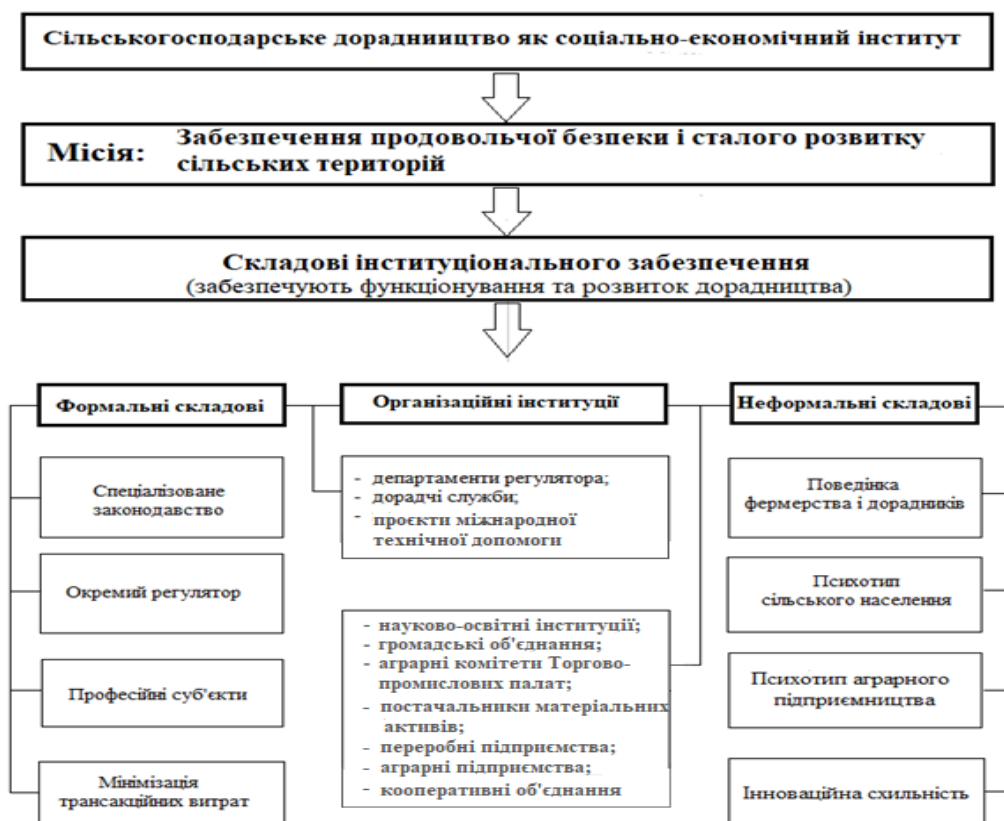 Сільськогосподарське дорадниицтво як соціально-економічний інститут
Місія: Забезпечення продовольчої безпеки і сталого розвитку
сільських територій
Складові інституціонального забезпечення
(забезпечують функціонування та розвиток дорадництва)
Формальні складові
Спеціалізоване
законодавство
Окремий регулятор
Професійні суб'єкти
Мінімізація
трансакційних витрат
Організаційні інституції
- департаменти регулятора;
- дорадчі служби;
- проєкти міжнародної
технічної допомоги
- науково-освітні інституції;
- громадські об'єднання;
- аграрні комітети Торгово-
промислових палат;
- постачальники матеріальних
активів;
- переробні підприємства;
- аграрні підприємства;
- кооперативні об'єднання
Неформальні складові
Поведінка
фермерства і дорадників
Психотип
сільського населення
Психотип аграрного
підприємництва
Інноваційна схильність